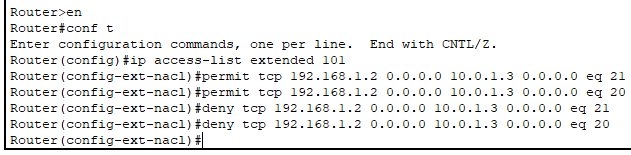 Router>en
Router#conf t
Enter configuration commands, one per line.  End with CNTL/Z.
Router(config)#ip access-list extended 101
Router(config-ext-nacl)#permit tcp 192.168.1.2 0.0.0.0 10.0.1.3 0.0.0.0 eq 21
Router(config-ext-nacl)#permit tcp 192.168.1.2 0.0.0.0 10.0.1.3 0.0.0.0 eq 20
Router(config-ext-nacl)#deny tcp 192.168.1.2 0.0.0.0 10.0.1.3 0.0.0.0 eq 21
Router(config-ext-nacl)#deny tcp 192.168.1.2 0.0.0.0 10.0.1.3 0.0.0.0 eq 20
Router(config-ext-nacl)#